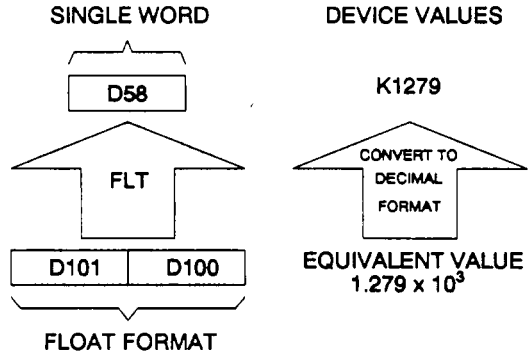 SINGLE WORD
DEVICE VALUES
D58
K1279
FLT
CONVERT TO
DECIMAL
FORMAT
D101
D100
EQUIVALENT VALUE
1.279 x 10³
FLOAT FORMAT